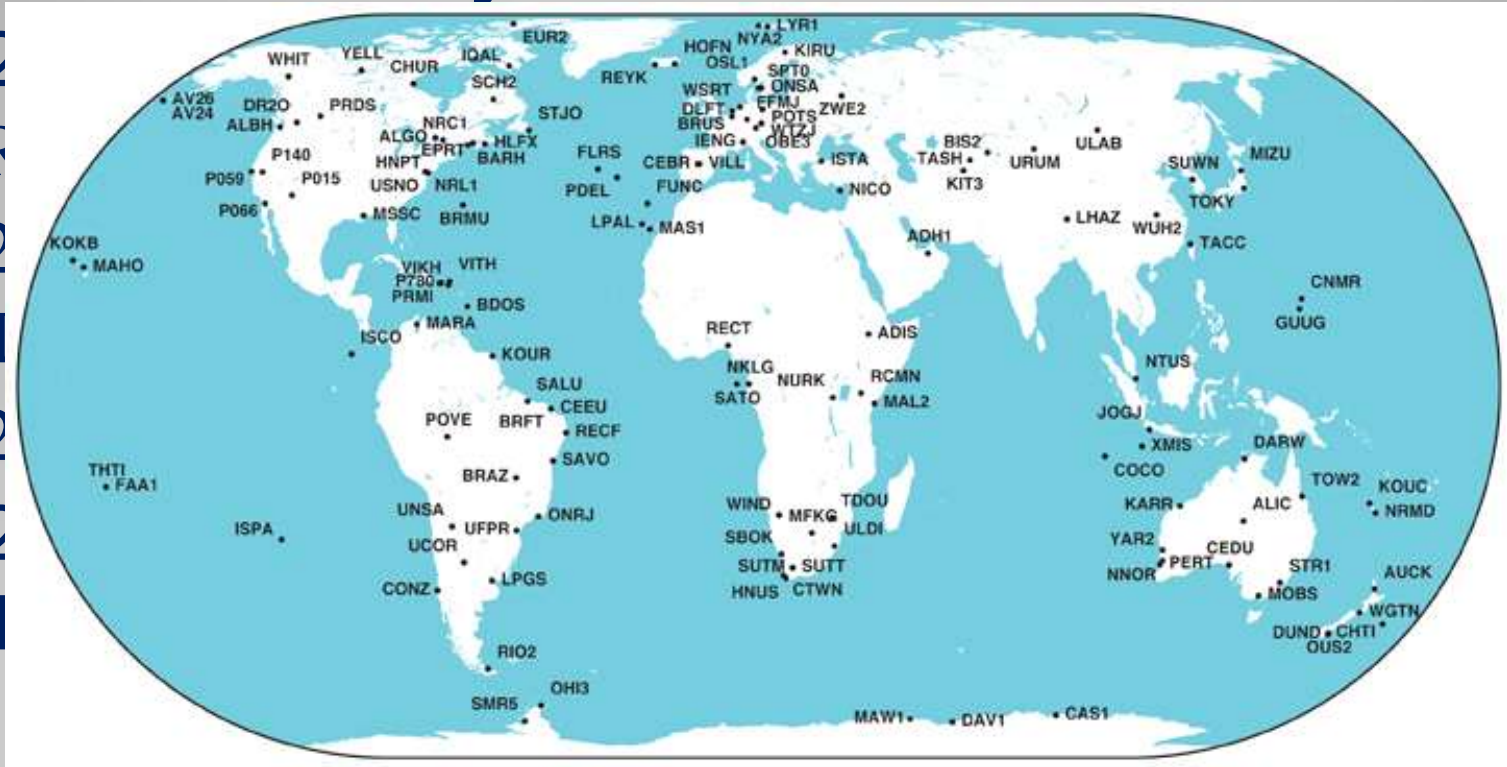 EUR2
LYR1
NYA2
KIRU
HOFN
OSL1
REYK
WHIT
YELL
CHUR
IQAL
SCH2
SPT0
ONSA
WSRT
EFMJ
ZWE2
AV26
AV24
DR2O
PRDS
ALBH
STJO
DLFT
BRUS
POTS
WTZJ
OBE3
NRC1
ALGO
EPRT
HLFX
BARH
IENG
ULAB
BIS2
TASH
URUM
KIT3
MIZU
SUWN
P140
HNPT
FLRS
CEBR
VILL
ISTA
P059
P015
USNO
NRL1
PDEL
FUNC
NICO
TOKY
P066
MSSC
BRMU
LPAL
MAS1
LHAZ
WUH2
KOKB
MAHO
ADH1
TACC
VIKH
VITH
P780
PRMI
BDOS
CNMR
GUUG
MARA
ISCO
KOUR
RECT
ADIS
NTUS
NKLG
SATO
NURK
RCMN
MAL2
SALU
CEEU
BRFT
RECF
POVE
JOGJ
XMIS
DARW
COCO
SAVO
BRAZ
THTI
FAA1
TOW2
KOUC
NRMD
KARR
ALIC
UNSA
ONRJ
UFPR
WIND
TDOU
MFKG
ULDI
ISPA
UCOR
SBOK
YAR2
CEDU
SUTM
SUTT
NNOR
PERT
STR1
CONZ
LPGS
HNUS
CTWN
MOBS
AUCK
WGTN
DUND
CHTI
OUS2
RIO2
OHI3
SMR5
MAW1
DAV1
CAS1